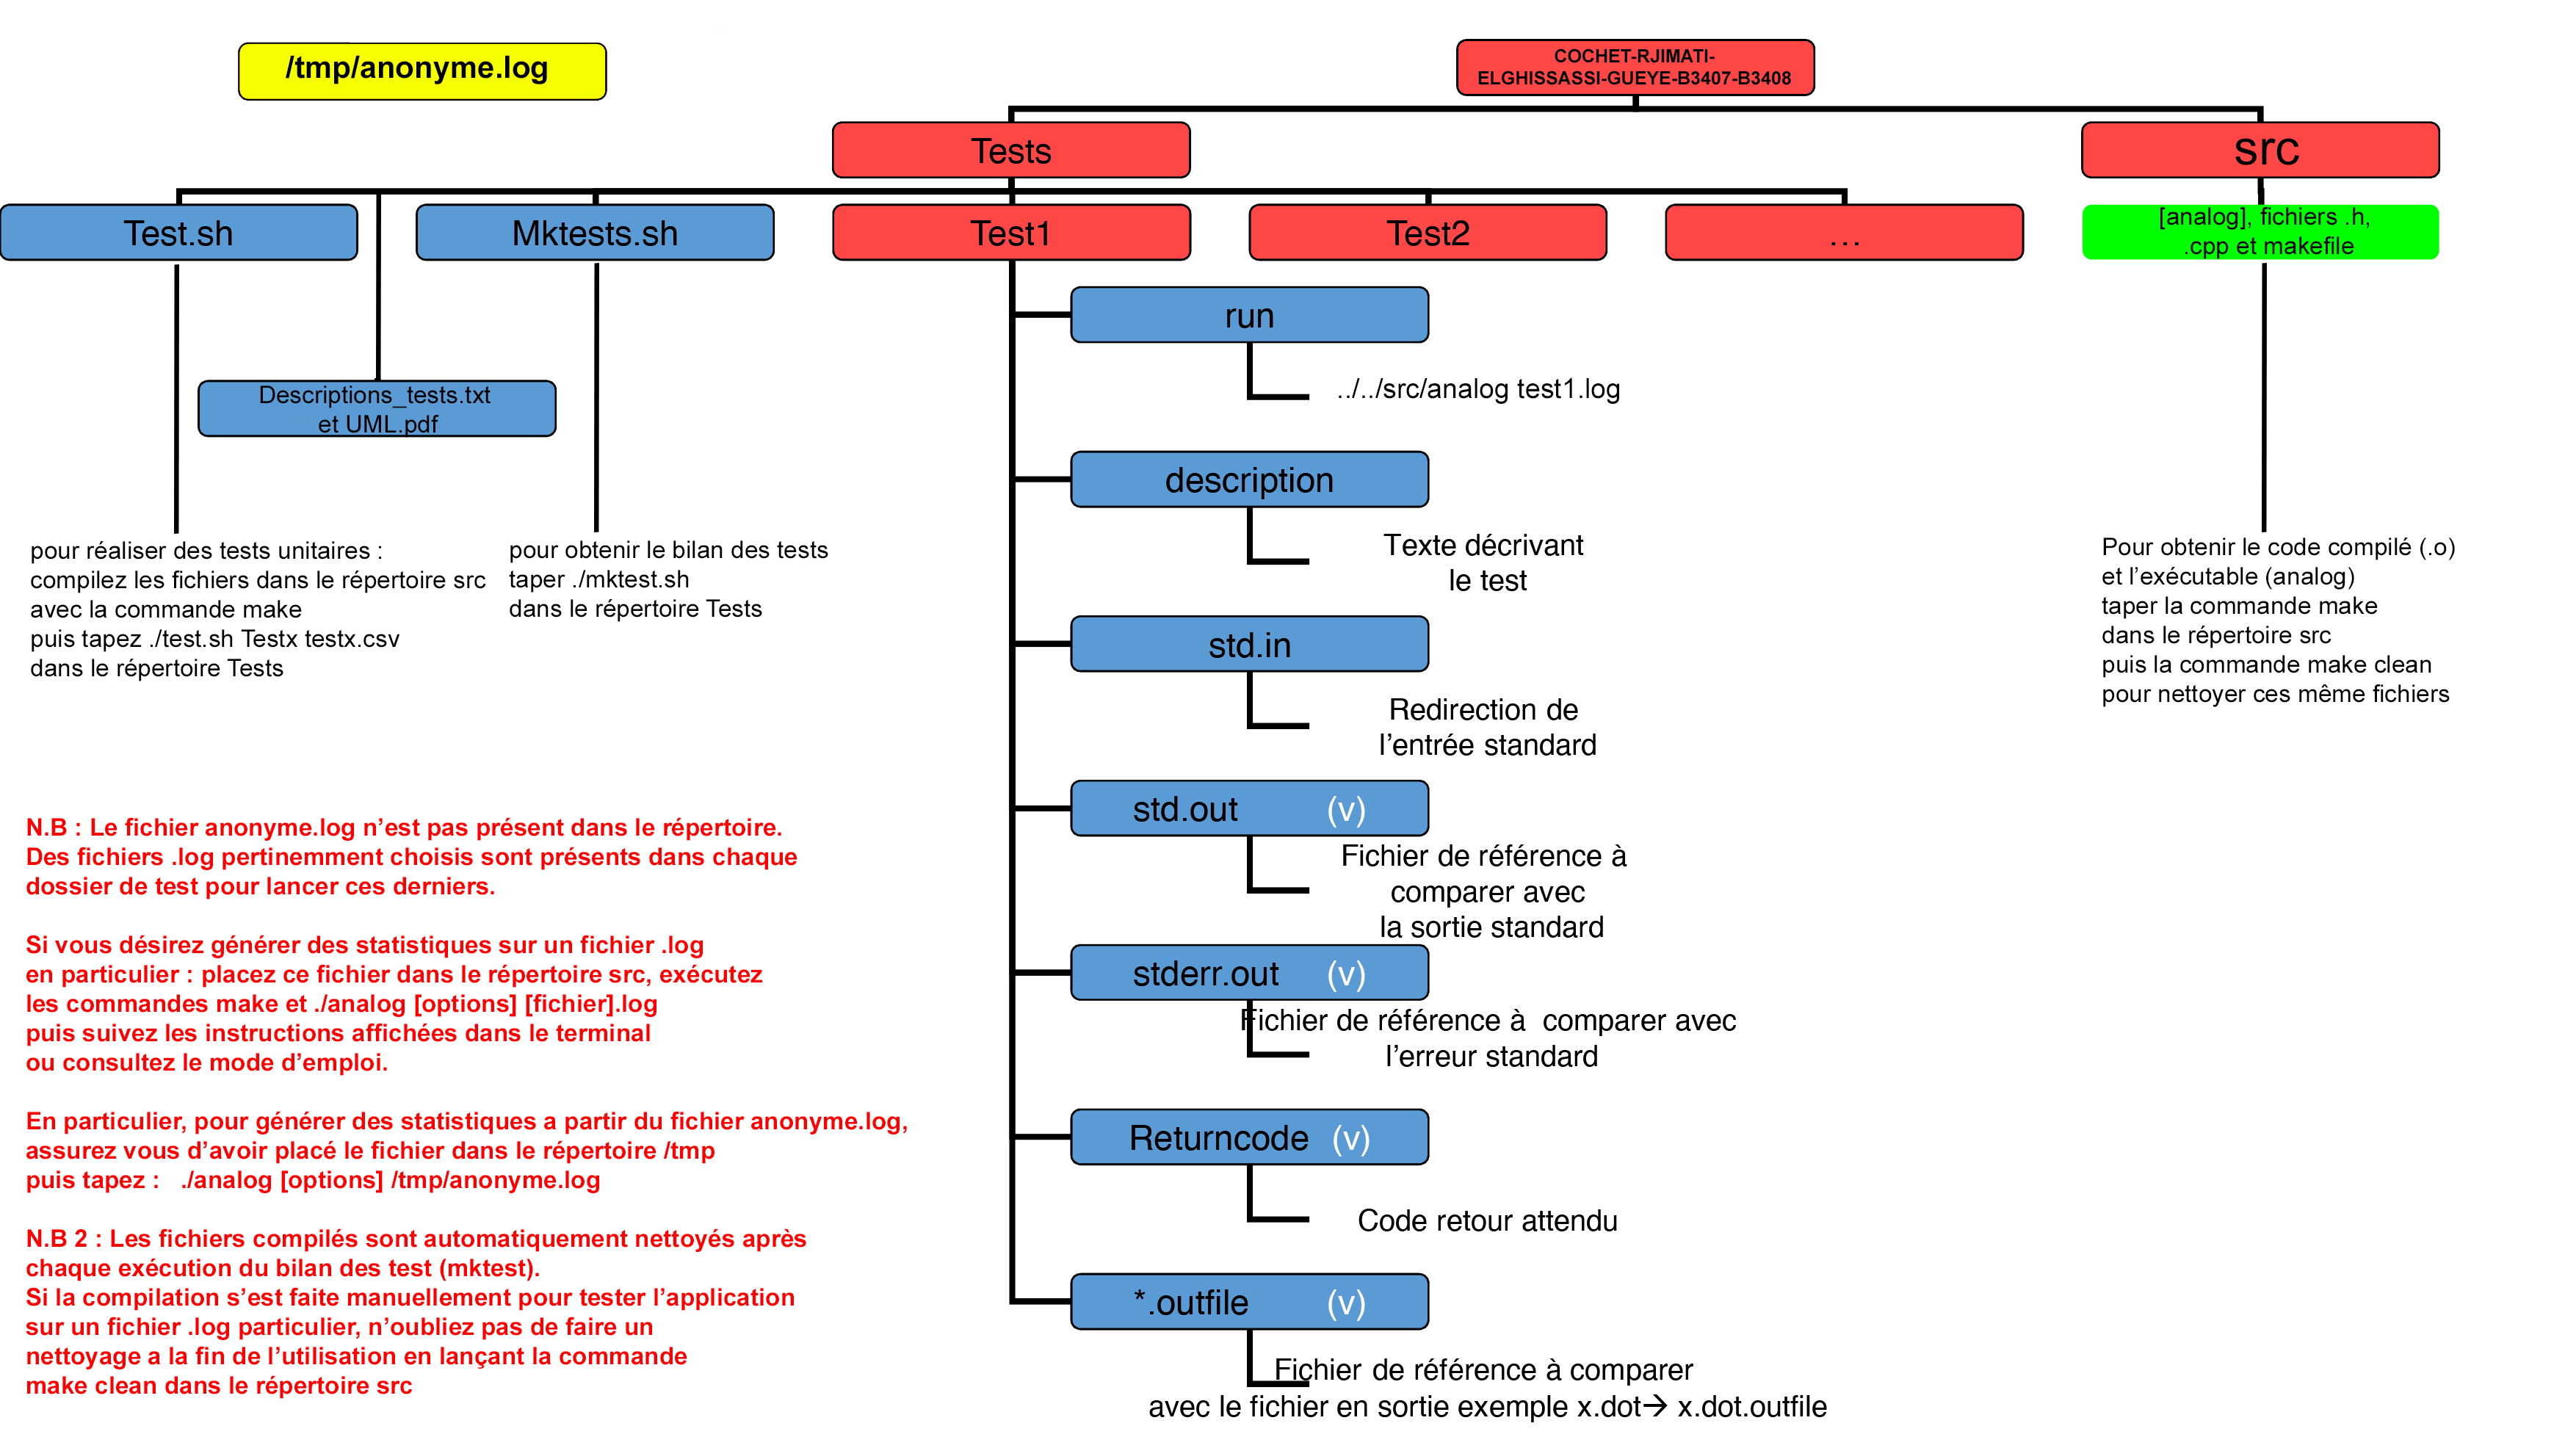 /tmp/anonyme.log
COCHET-RJIMATI-
ELGHISSASSI-GUEYE-B3407-B3408
Tests
src
Test.sh
Mktests.sh
Test1
Test2
...
[analog], fichiers .h,
.cpp et makefile
run
../../src/analog test1.log
Descriptions_tests.txt
et UML.pdf
description
Texte décrivant
le test
pour réaliser des tests unitaires :
compilez les fichiers dans le répertoire src
avec la commande make
puis tapez ./test.sh Testx testx.csv
dans le répertoire Tests
pour obtenir le bilan des tests
taper ./mktest.sh
dans le répertoire Tests
Pour obtenir le code compilé (.o)
et l’exécutable (analog)
taper la commande make
dans le répertoire src
puis la commande make clean
pour nettoyer ces même fichiers
std.in
Redirection de
l’entrée standard
std.out (v)
Fichier de référence à
comparer avec
la sortie standard
stderr.out (v)
Fichier de référence à comparer avec
l’erreur standard
Returncode (v)
Code retour attendu
*.outfile (v)
Fichier de référence à comparer
avec le fichier en sortie exemple x.dot→ x.dot.outfile
N.B : Le fichier anonyme.log n’est pas présent dans le répertoire.
Des fichiers .log pertinemment choisis sont présents dans chaque
dossier de test pour lancer ces derniers.
Si vous désirez générer des statistiques sur un fichier .log
en particulier : placez ce fichier dans le répertoire src, exécutez
les commandes make et ./analog [options] [fichier].log
puis suivez les instructions affichées dans le terminal
ou consultez le mode d’emploi.
En particulier, pour générer des statistiques a partir du fichier anonyme.log,
assurez vous d’avoir placé le fichier dans le répertoire /tmp
puis tapez : ./analog [options] /tmp/anonyme.log
N.B 2 : Les fichiers compilés sont automatiquement nettoyés après
chaque exécution du bilan des test (mktest).
Si la compilation s’est faite manuellement pour tester l’application
sur un fichier .log particulier, n’oubliez pas de faire un
nettoyage a la fin de l’utilisation en lançant la commande
make clean dans le répertoire src